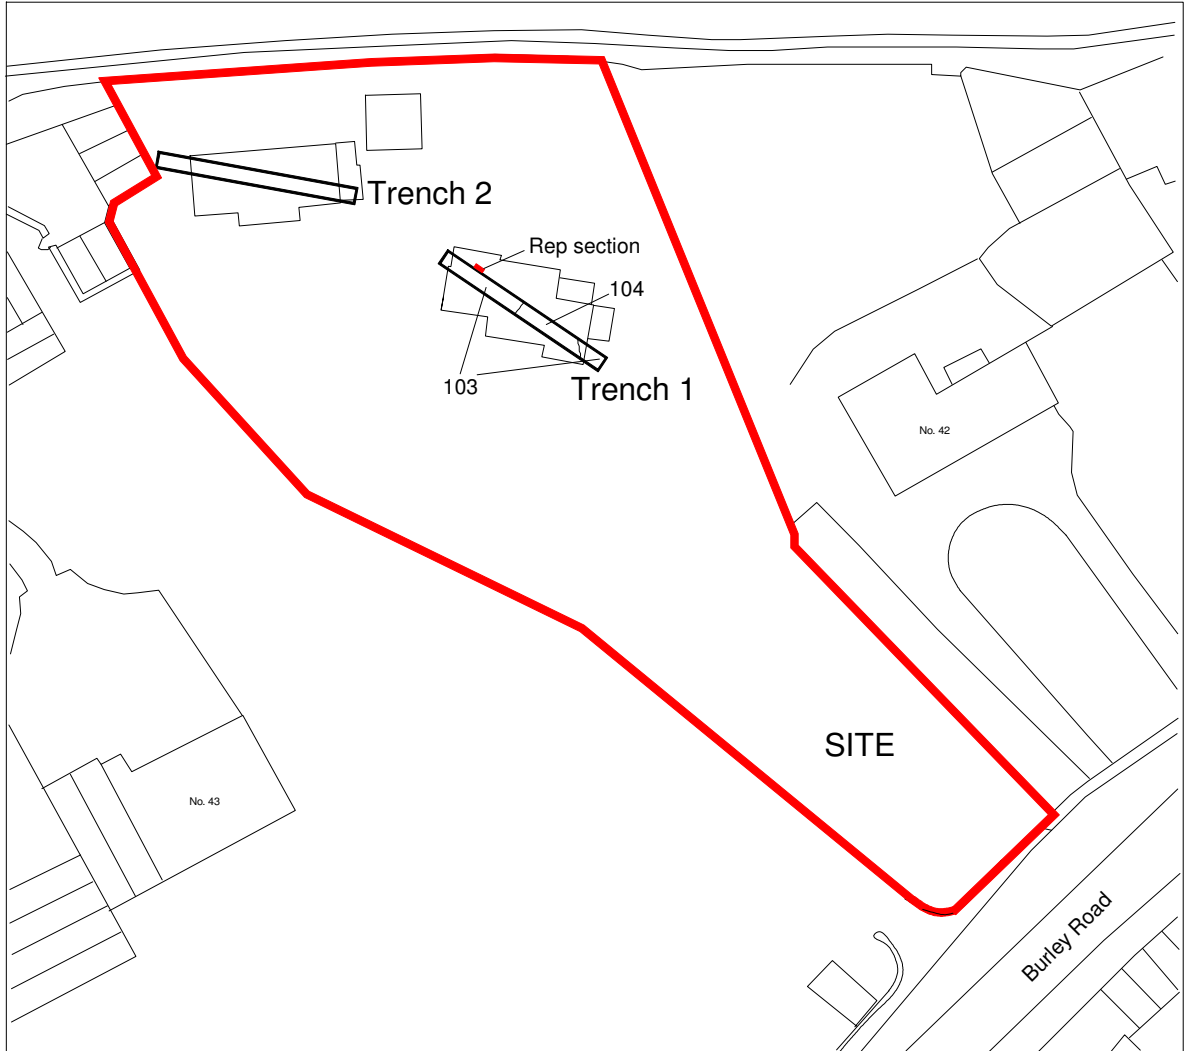 Trench 2
Rep section
104
103
Trench 1
No. 42
SITE
No. 43
Burley Road